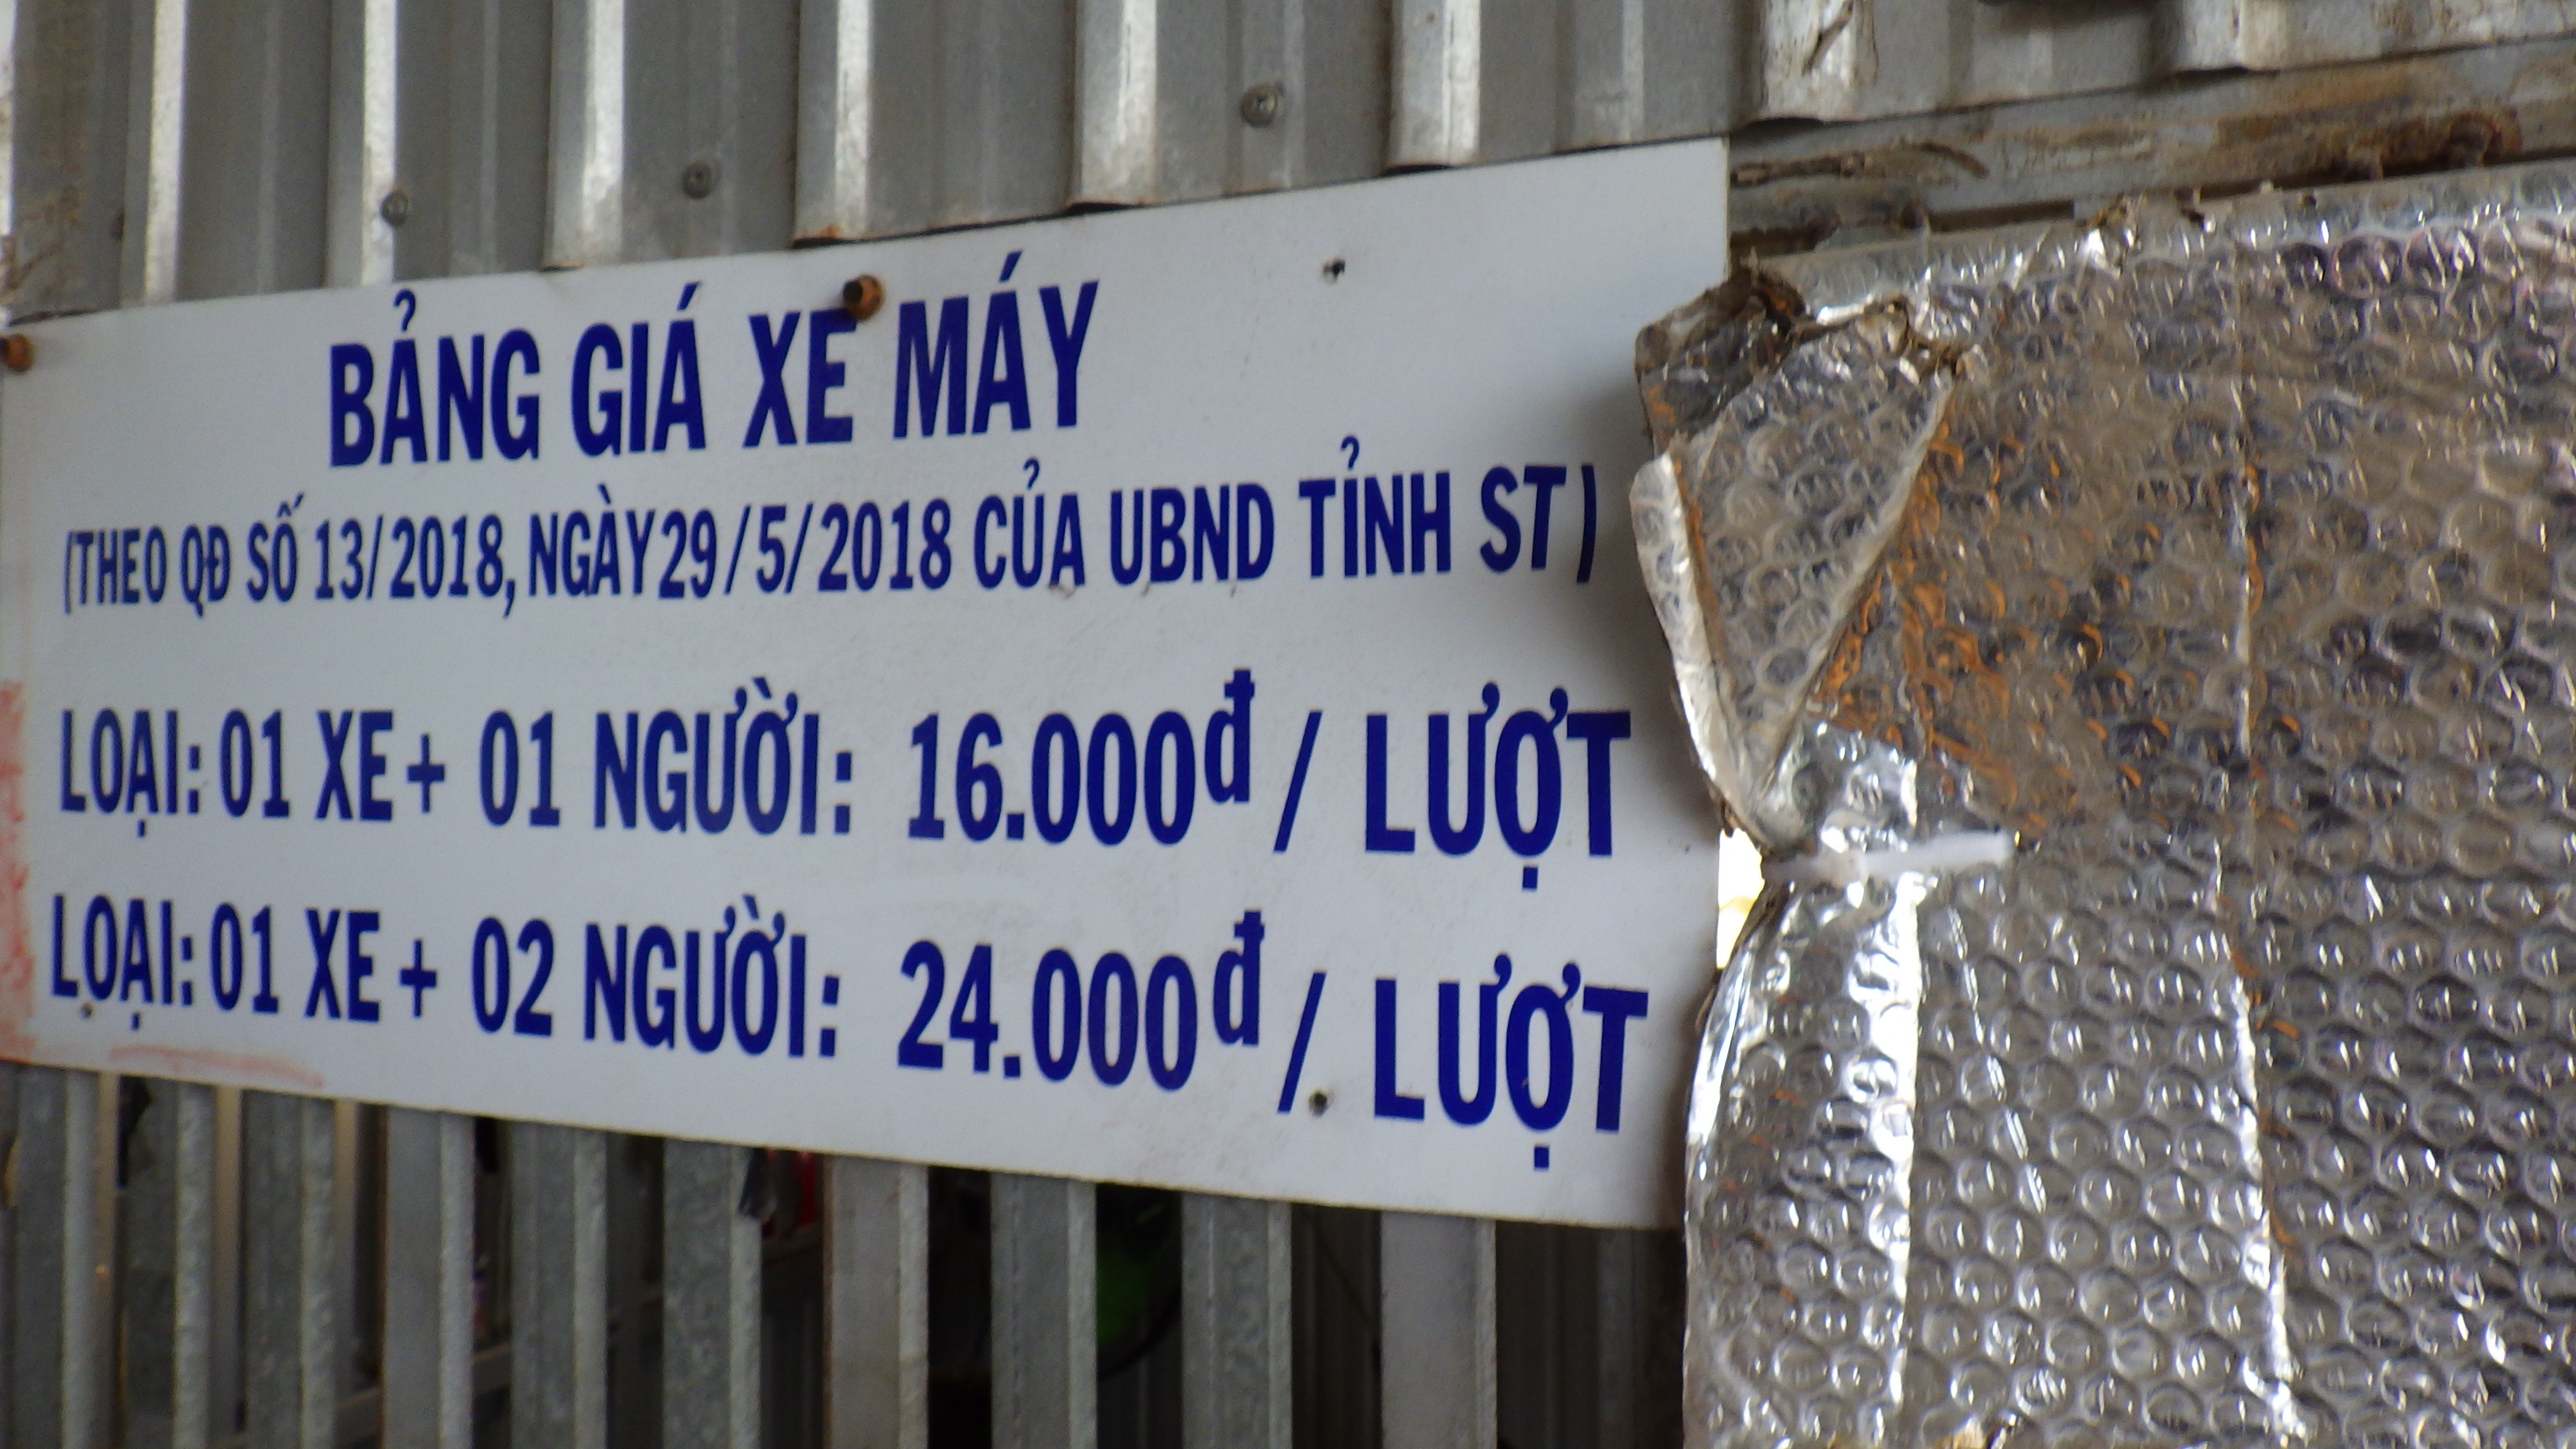 BẢNG GIÁ XE MÁY
(THEO QĐ SỐ 13/2018, NGÀY 29/5/2018 CỦA UBND TỈNH ST)
LOẠI: 01 XE + 01 NGƯỜI: 16.000đ / LƯỢT
LOẠI: 01 XE + 02 NGƯỜI: 24.000đ / LƯỢT